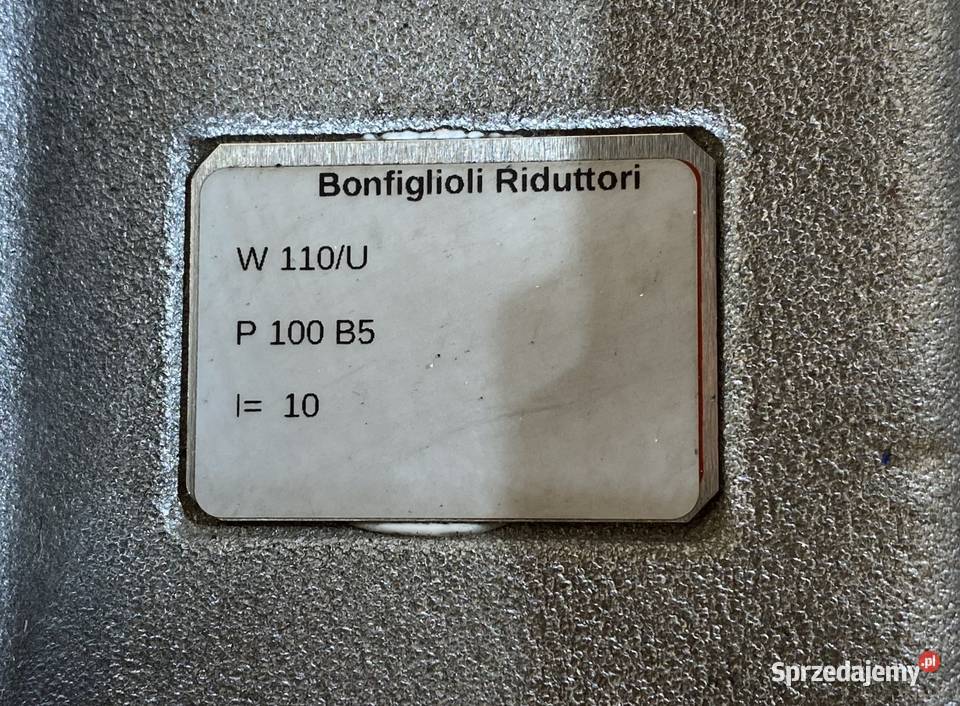 Bonfiglioli Riduttori
W 110/U
P 100 B5
I= 10
Sprzedajemy.pl